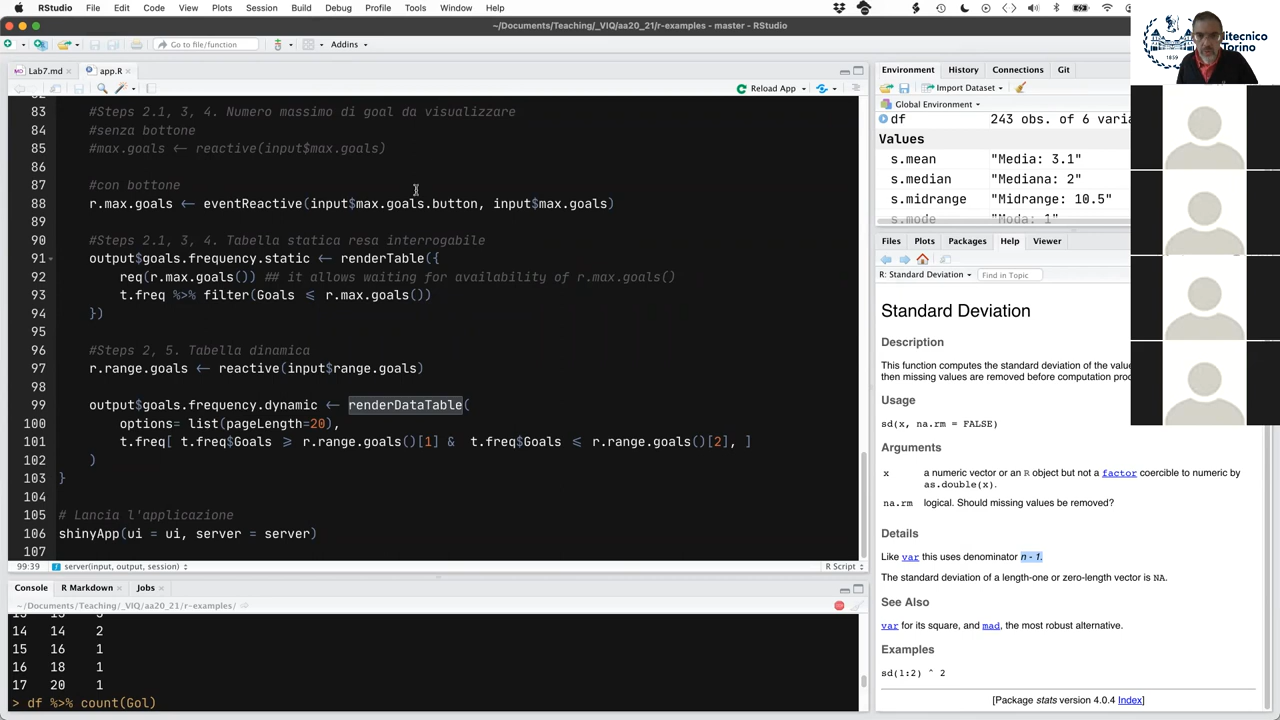 RStudio File Edit Code View Plots Session Build Debug Profile Tools Window Help
~/Documents/Teaching/_VIQ/aa20_21/r-examples - master - RStudio
Go to file/function Addins
Lab7.md app.R
Reload App
83 #Steps 2.1, 3, 4. Numero massimo di goal da visualizzare
84 #senza bottone
85 #max.goals ← reactive(input$max.goals)
86
87 #con bottone
88 r.max.goals ← eventReactive(input$max.goals.button, input$max.goals)
89
90 #Steps 2.1, 3, 4. Tabella statica resa interrogabile
91 output$goals.frequency.static ← renderTable({
92 req(r.max.goals()) ## it allows waiting for availability of r.max.goals()
93 t.freq %>% filter(Goals ≤ r.max.goals())
94 })
95
96 #Steps 2, 5. Tabella dinamica
97 r.range.goals ← reactive(input$range.goals)
98
99 output$goals.frequency.dynamic ← renderDataTable(
100 options= list(pageLength=20),
101 t.freq[ t.freq$Goals ≥ r.range.goals()[1] & t.freq$Goals ≤ r.range.goals()[2], ]
102 )
103 }
104
105 # Lancia l'applicazione
106 shinyApp(ui = ui, server = server)
107
99:39 server(input, output, session) R Script
Console R Markdown Jobs
~/Documents/Teaching/_VIQ/aa20_21/r-examples/
14 14 2
15 16 1
16 18 1
17 20 1
> df %>% count(Gol)
Environment History Connections Git
Import Dataset
Global Environment
df 243 obs. of 6 varia
Values
s.mean "Media: 3.1"
s.median "Mediana: 2"
s.midrange "Midrange: 10.5"
s.mode "Moda: 1"
Files Plots Packages Help Viewer
R: Standard Deviation Find in Topic
Standard Deviation
Description
This function computes the standard deviation of the value
then missing values are removed before computation pro
Usage
sd(x, na.rm = FALSE)
Arguments
x a numeric vector or an R object but not a factor coercible to numeric by
as.double(x).
na.rm logical. Should missing values be removed?
Details
Like var this uses denominator n - 1.
The standard deviation of a length-one or zero-length vector is NA.
See Also
var for its square, and mad, the most robust alternative.
Examples
sd(1:2) ^ 2
[Package stats version 4.0.4 Index]
1859
litecnico
Torino